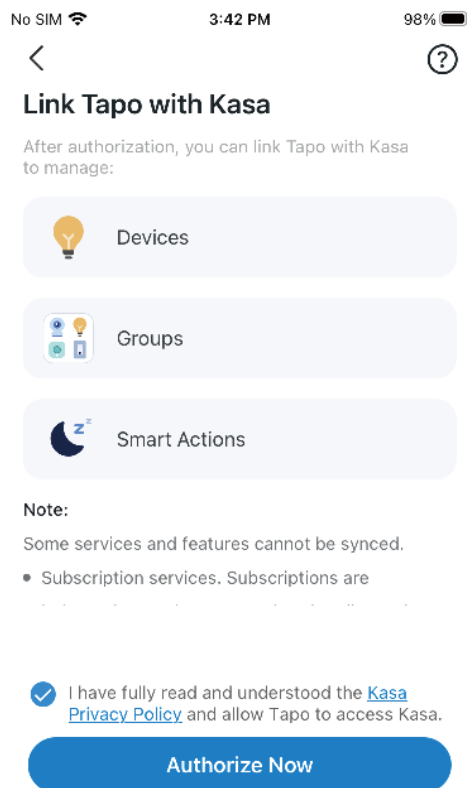 No SIM
3:42 PM
98%
Link Tapo with Kasa
After authorization, you can link Tapo with Kasa
to manage:
Devices
Groups
z z
Smart Actions
Note:
Some services and features cannot be synced.
• Subscription services. Subscriptions are
I have fully read and understood the Kasa
Privacy Policy and allow Tapo to access Kasa.
Authorize Now